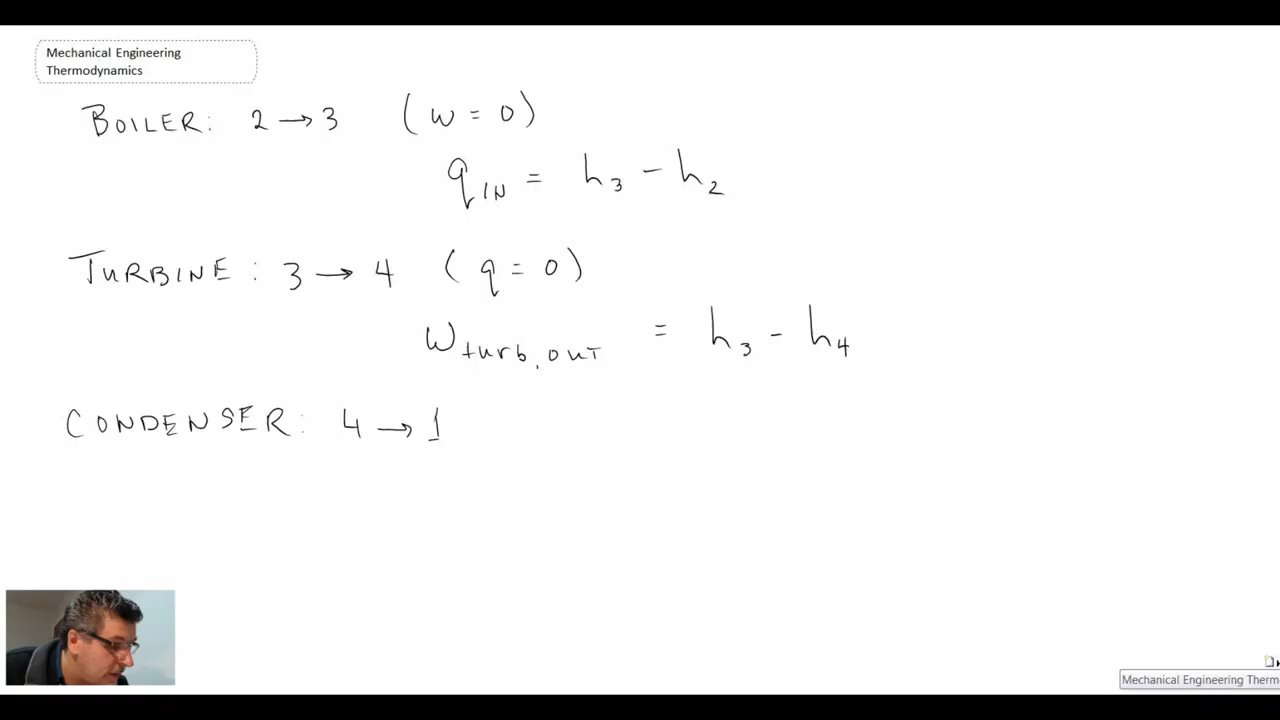 Mechanical Engineering
Thermodynamics
BOILER: 2 → 3 (w = 0)
q_IN = h_3 - h_2
TURBINE: 3 → 4 (q = 0)
w_turb,out = h_3 - h_4
CONDENSER: 4 → 1
Mechanical Engineering Therm